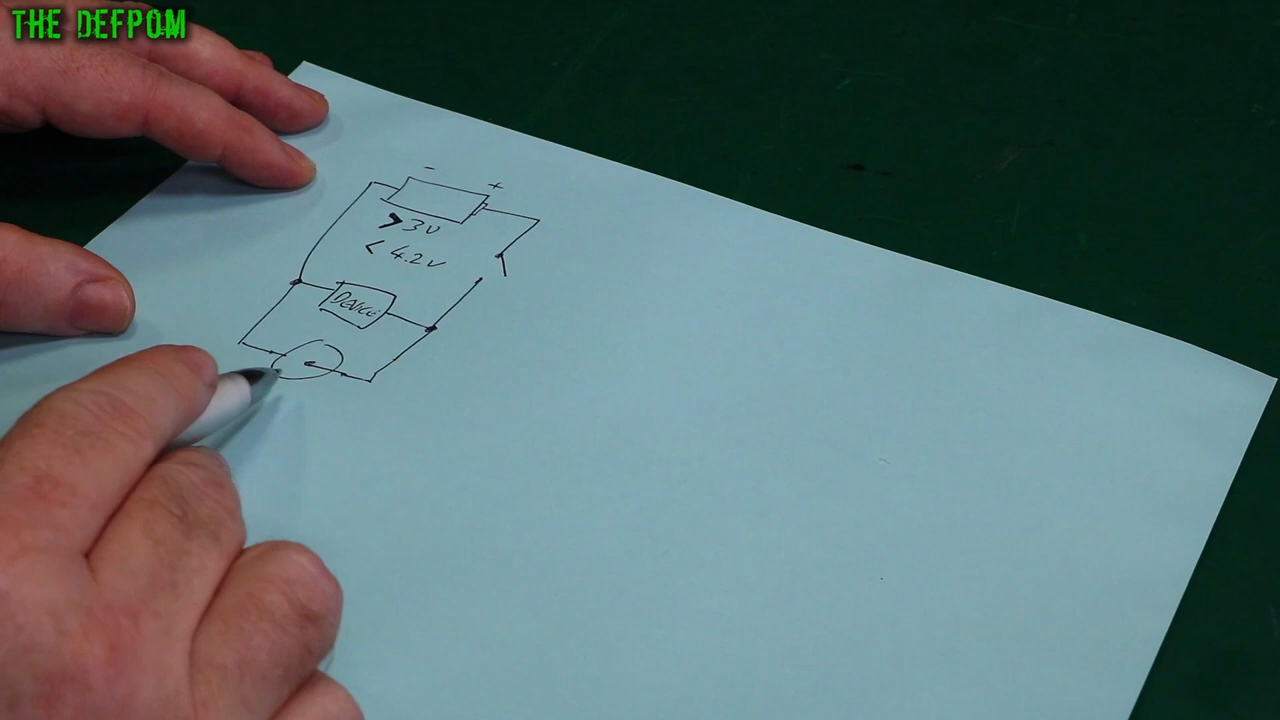 THE DEFPOM
- +
> 3V
< 4.2V
DEVICE